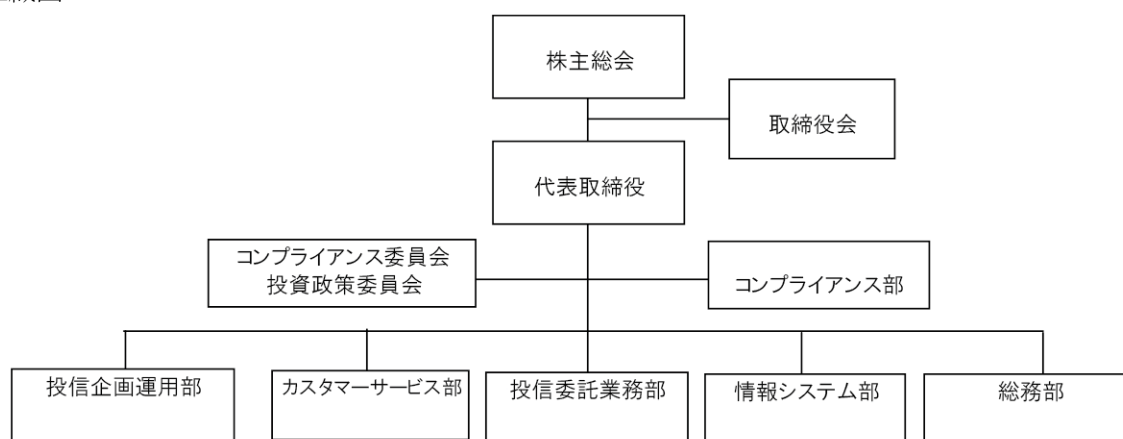 株主総会
取締役会
代表取締役
コンプライアンス委員会
投資政策委員会
コンプライアンス部
投信企画運用部
カスタマーサービス部
投信委託業務部
情報システム部
総務部